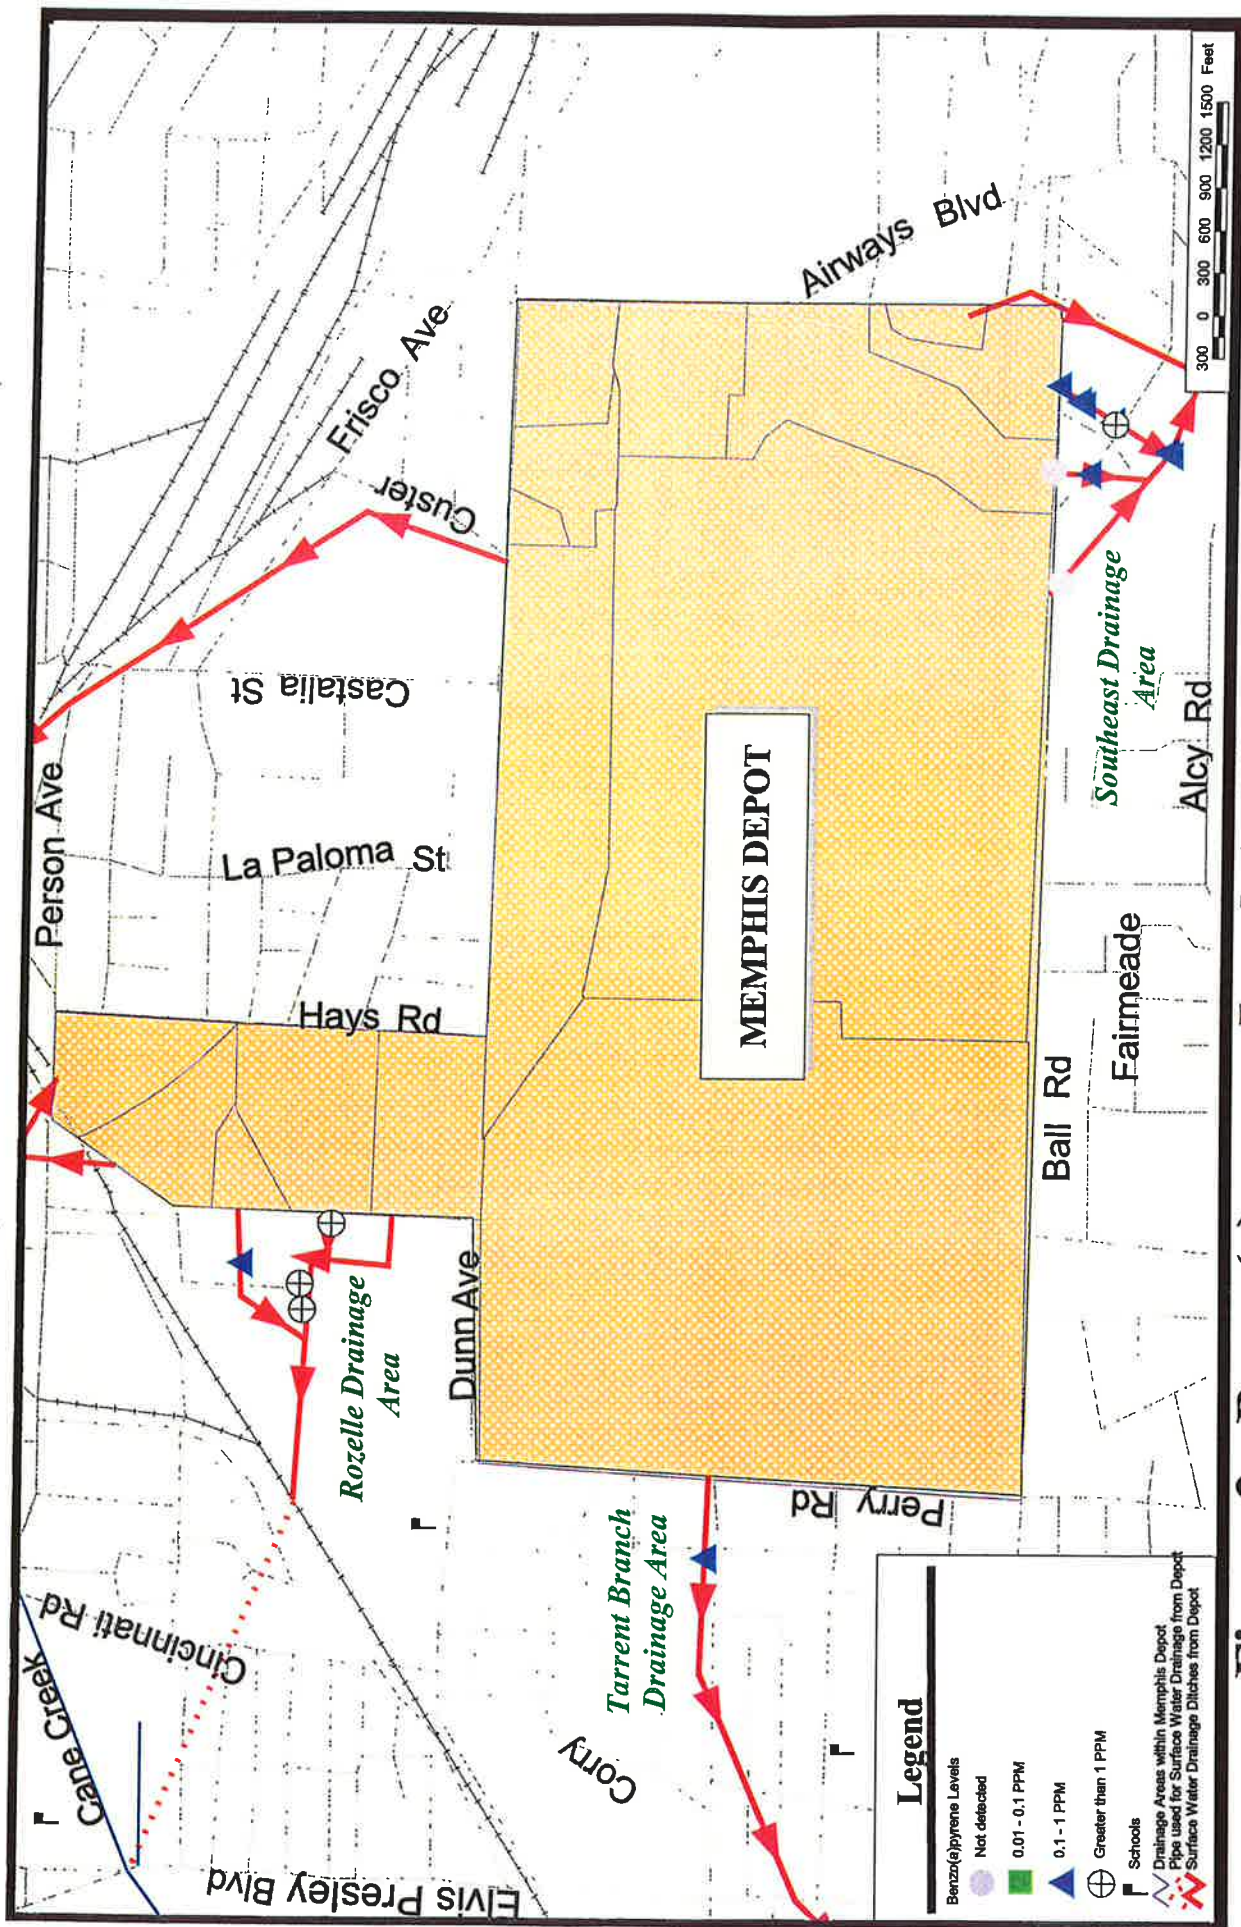 Person Ave
Cane Creek
Cincinnati Rd
Elvis Presley Blvd
Hays Rd
La Paloma St
Castalia St
Custer
Frisco Ave
Airways Blvd
Rozelle Drainage
Area
Dunn Ave
Corry
Tarrent Branch
Drainage Area
Perry Rd
MEMPHIS DEPOT
Ball Rd
Fairmeade
Southeast Drainage
Area
Alcy Rd
Legend
Benzo(a)pyrene Levels
Not detected
0.01 - 0.1 PPM
0.1 - 1 PPM
Greater than 1 PPM
Schools
Drainage Areas within Memphis Depot
Pipe used for Surface Water Drainage from Depot
Surface Water Drainage Ditches from Depot
300 0 300 600 900 1200 1500 Feet